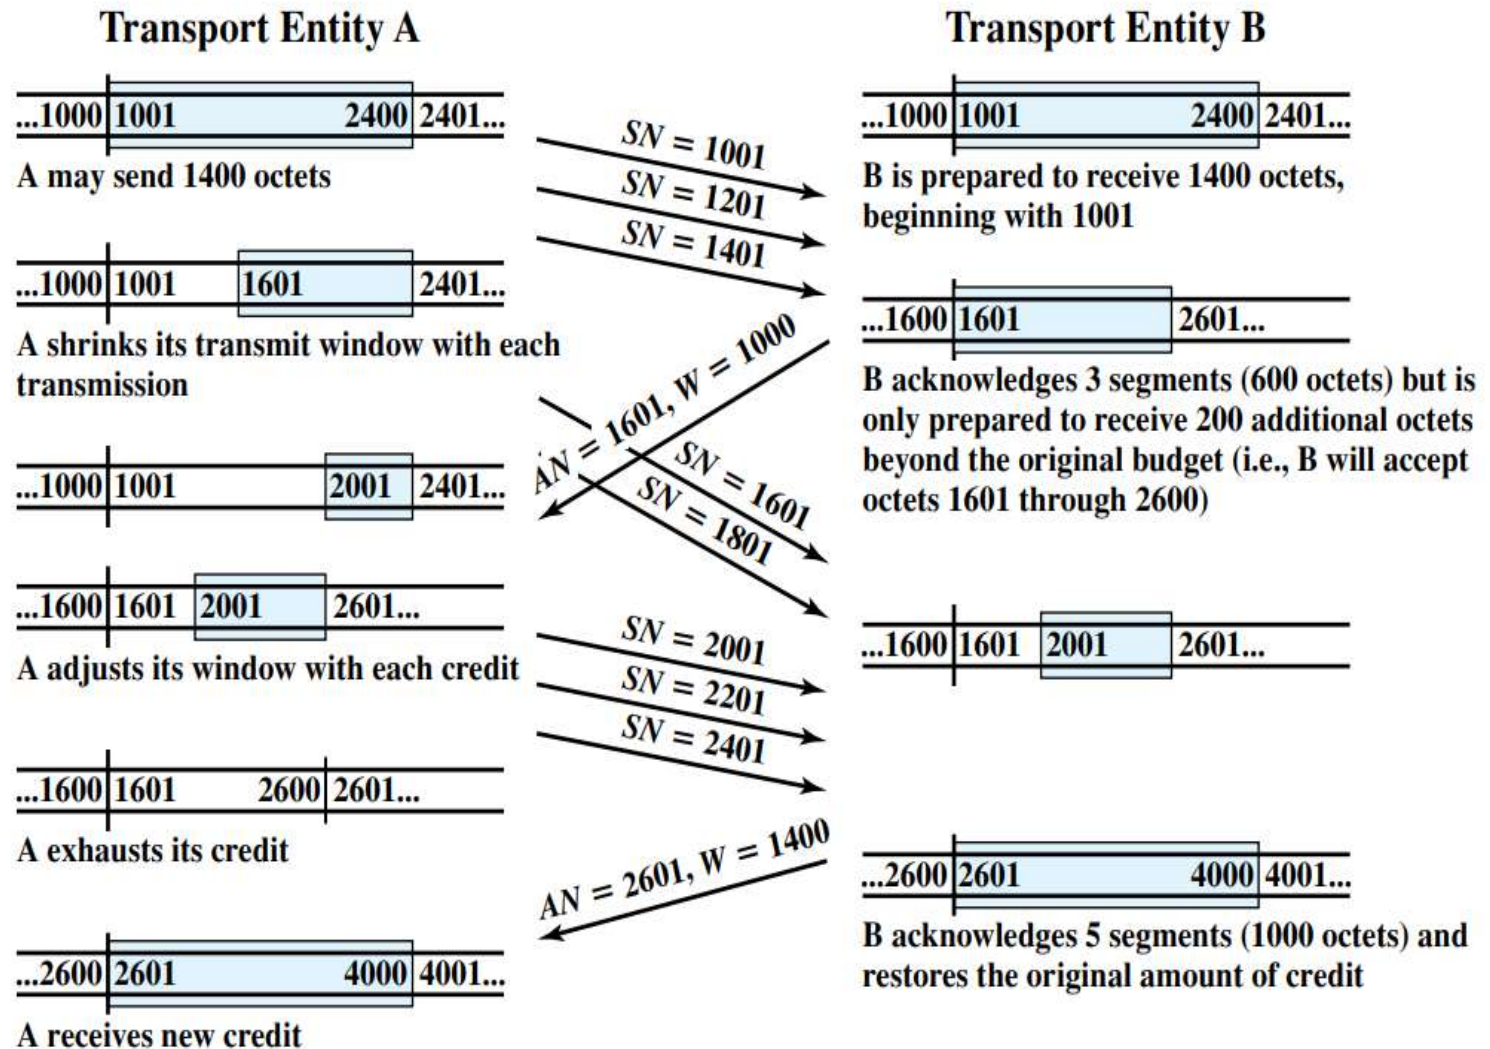 Transport Entity A
...1000 1001 2400 2401...
A may send 1400 octets
...1000 1001 1601 2401...
A shrinks its transmit window with each
transmission
...1000 1001 2001 2401...
...1600 1601 2001 2601...
A adjusts its window with each credit
...1600 1601 2600 2601...
A exhausts its credit
...2600 2601 4000 4001...
A receives new credit
SN = 1001
SN = 1201
SN = 1401
AN = 1601, W = 1000
SN = 1601
SN = 1801
SN = 2001
SN = 2201
SN = 2401
AN = 2601, W = 1400
Transport Entity B
...1000 1001 2400 2401...
B is prepared to receive 1400 octets,
beginning with 1001
...1600 1601 2601...
B acknowledges 3 segments (600 octets) but is
only prepared to receive 200 additional octets
beyond the original budget (i.e., B will accept
octets 1601 through 2600)
...1600 1601 2001 2601...
...2600 2601 4000 4001...
B acknowledges 5 segments (1000 octets) and
restores the original amount of credit